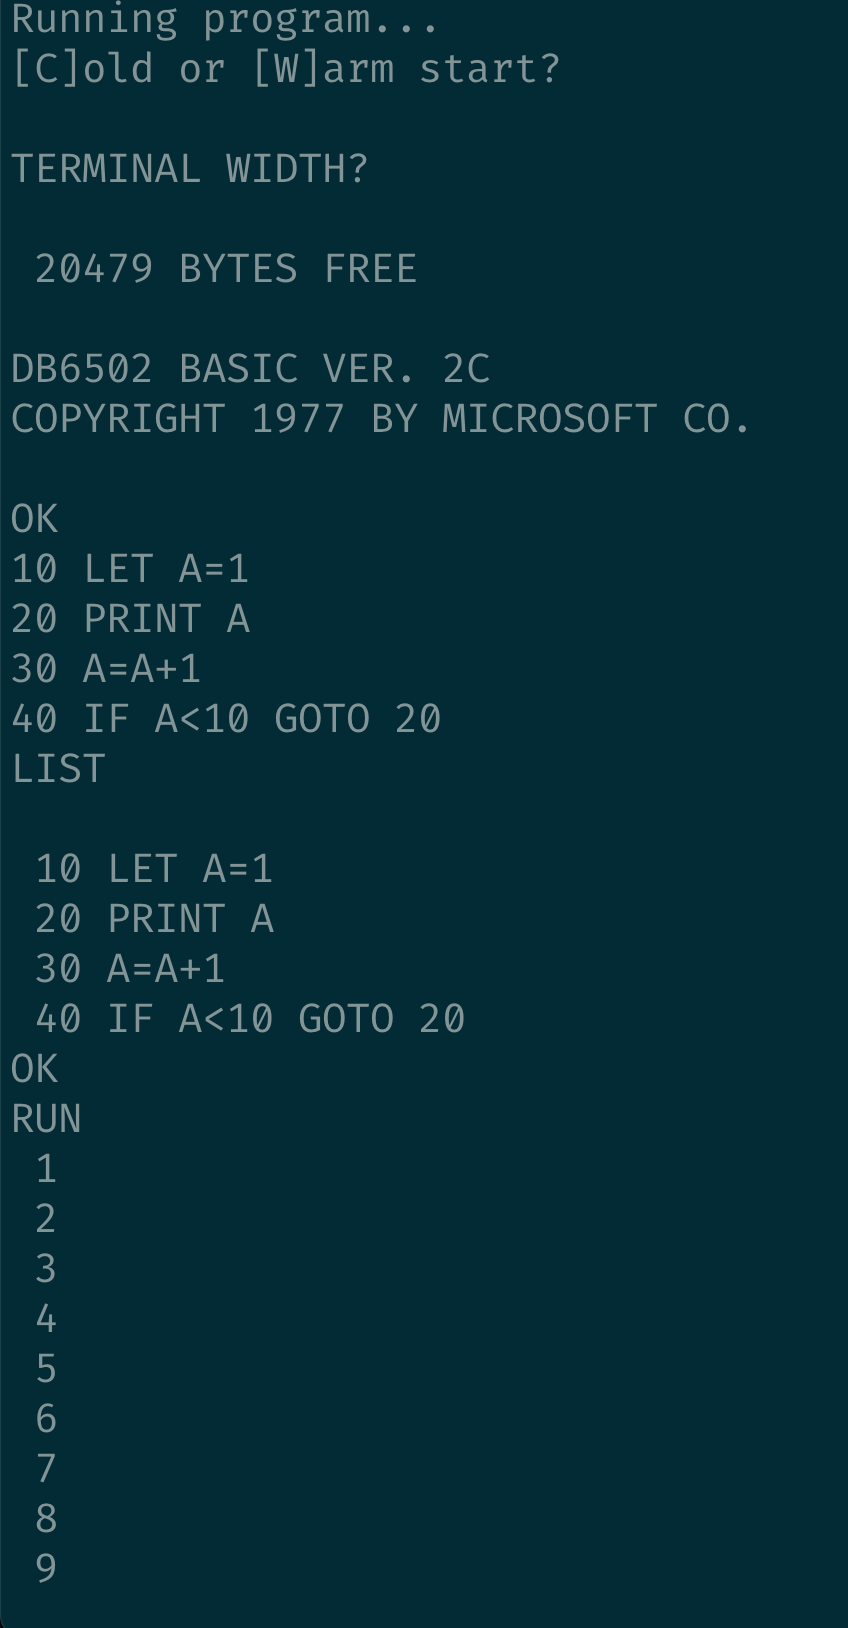 Running program...
[C]old or [W]arm start?
TERMINAL WIDTH?
20479 BYTES FREE
DB6502 BASIC VER. 2C
COPYRIGHT 1977 BY MICROSOFT CO.
OK
10 LET A=1
20 PRINT A
30 A=A+1
40 IF A<10 GOTO 20
LIST
10 LET A=1
20 PRINT A
30 A=A+1
40 IF A<10 GOTO 20
OK
RUN
1
2
3
4
5
6
7
8
9